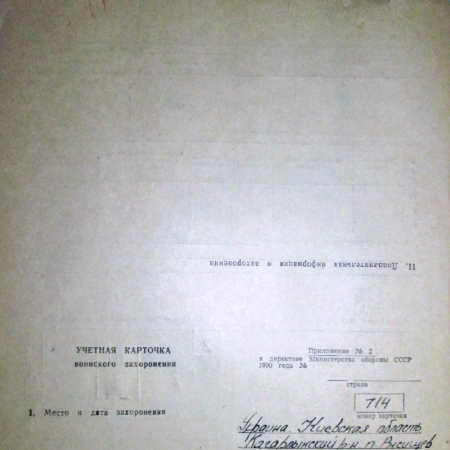 11. Дополнительная информация о захоронении
УЧЕТНАЯ КАРТОЧКА
воинского захоронения
Приложение № 2
к директиве Министерства обороны СССР
1990 года №
страна
714
номер карточки
1. Место и дата захоронения
Украина. Киевская область
Кагарлыкский р-н. п.